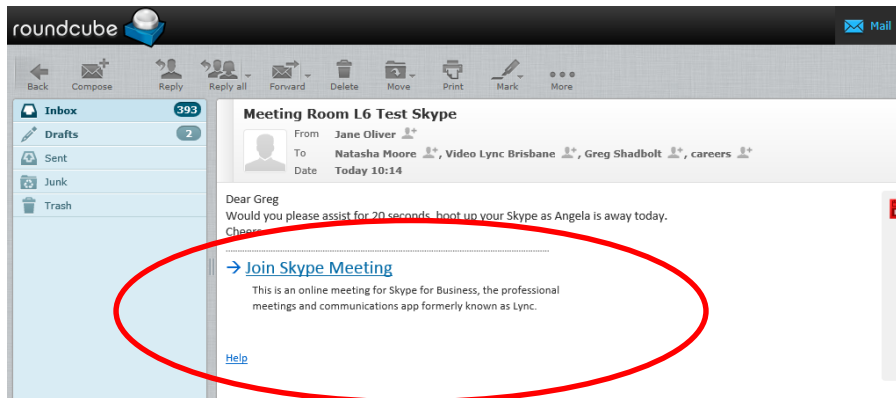 roundcube
Mail
Back Compose Reply Reply all Forward Delete Move Print Mark More
Inbox 393
Drafts 2
Sent
Junk
Trash
Meeting Room L6 Test Skype
From Jane Oliver
To Natasha Moore, Video Lync Brisbane, Greg Shadbolt, careers
Date Today 10:14
Dear Greg
Would you please assist for 20 seconds, boot up your Skype as Angela is away today.
Cheers
→ Join Skype Meeting
This is an online meeting for Skype for Business, the professional
meetings and communications app formerly known as Lync.
Help